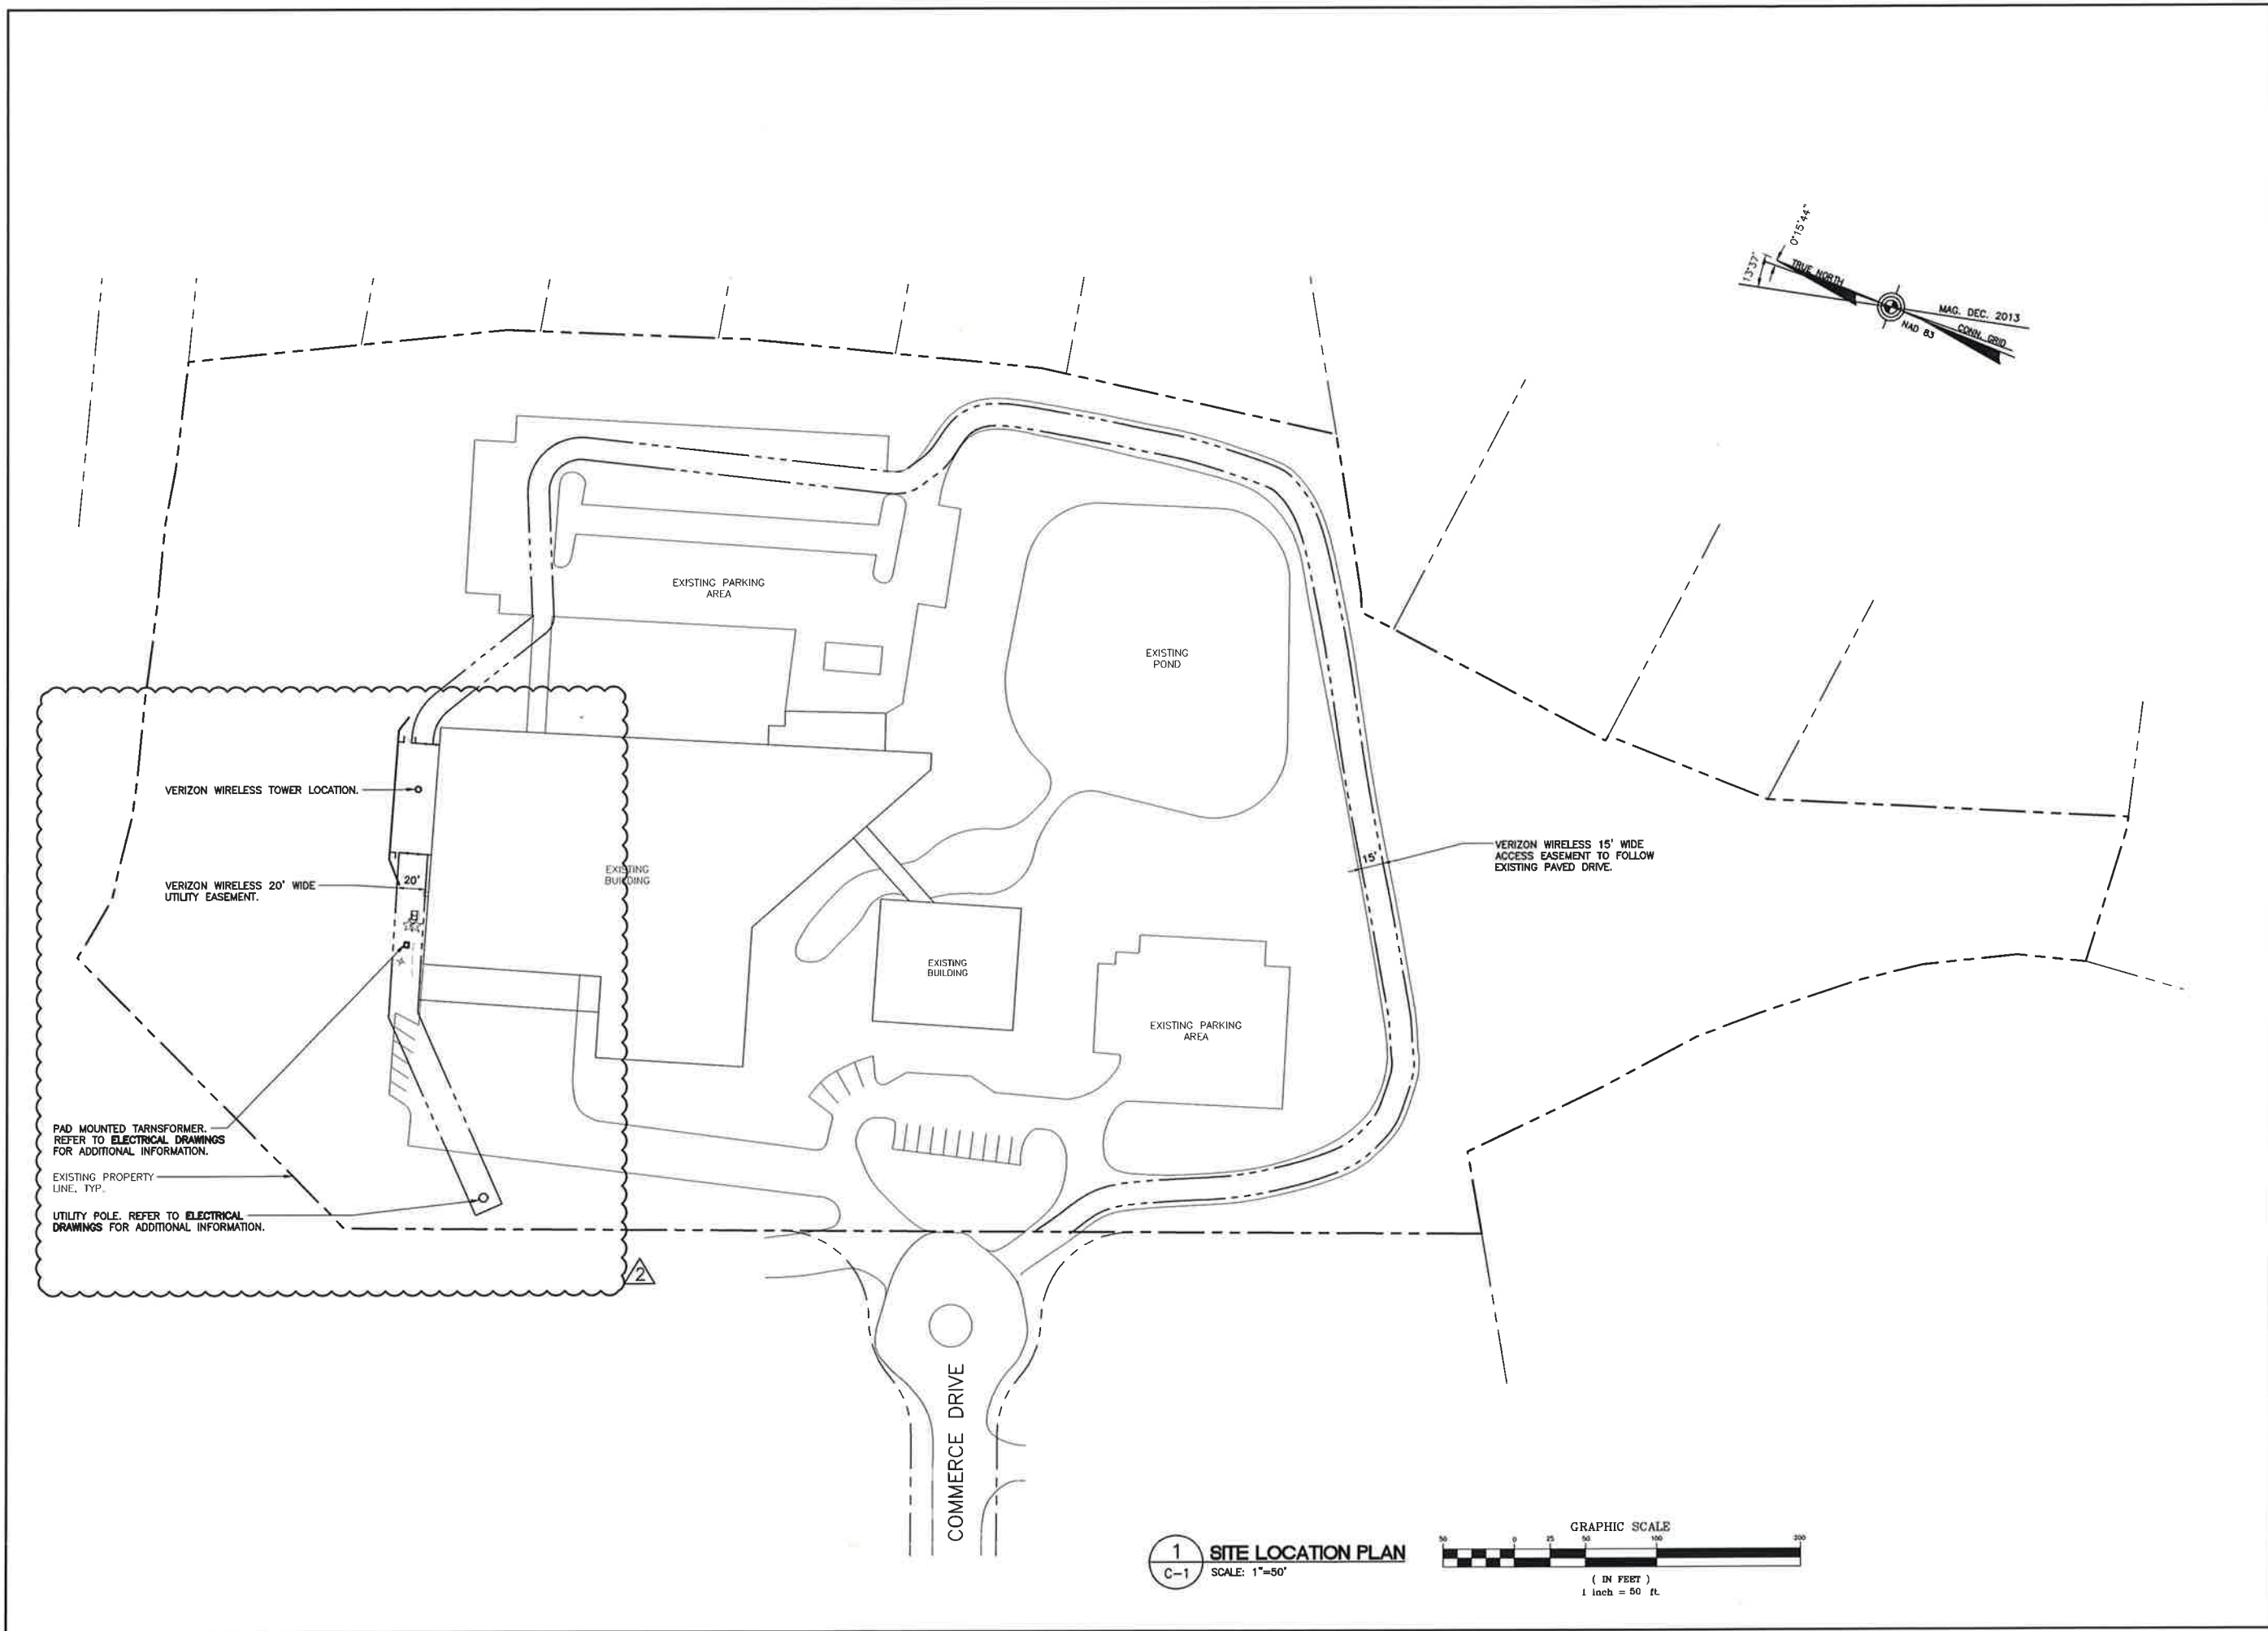 0°15'44"
13°37'
TRUE NORTH
MAG. DEC. 2013
CONN. GRID
NAD 83
EXISTING PARKING
AREA
EXISTING
POND
VERIZON WIRELESS TOWER LOCATION.
VERIZON WIRELESS 20' WIDE
UTILITY EASEMENT.
20'
EXISTING
BUILDING
15'
VERIZON WIRELESS 15' WIDE
ACCESS EASEMENT TO FOLLOW
EXISTING PAVED DRIVE.
EXISTING
BUILDING
EXISTING PARKING
AREA
PAD MOUNTED TARNSFORMER.
REFER TO ELECTRICAL DRAWINGS
FOR ADDITIONAL INFORMATION.
EXISTING PROPERTY
LINE, TYP.
UTILITY POLE. REFER TO ELECTRICAL
DRAWINGS FOR ADDITIONAL INFORMATION.
2
COMMERCE DRIVE
1
C-1
SITE LOCATION PLAN
SCALE: 1"=50'
GRAPHIC SCALE
50 0 25 50 100 200
( IN FEET )
1 inch = 50 ft.